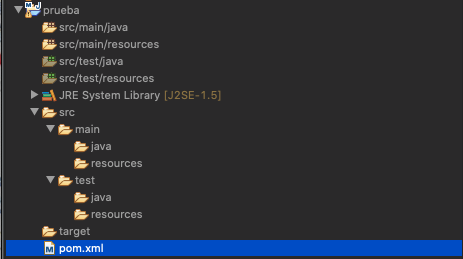 prueba
src/main/java
src/main/resources
src/test/java
src/test/resources
JRE System Library [J2SE-1.5]
src
main
java
resources
test
java
resources
target
pom.xml